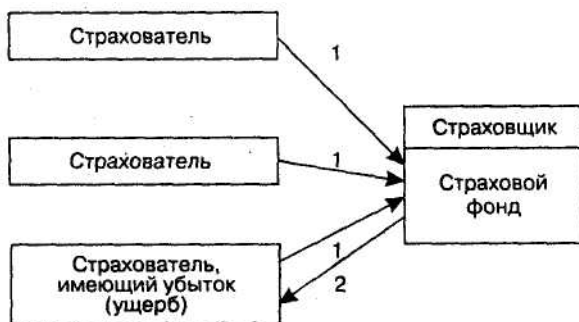 Страхователь
1
Страховщик
Страхователь
1
Страховой
фонд
Страхователь,
имеющий убыток
(ущерб)
1
2